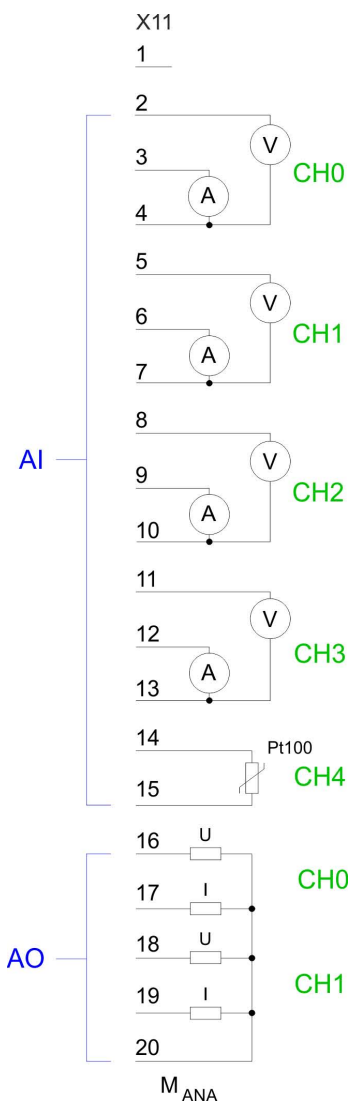 X11
1
2
V
CH0
3
A
4
5
V
CH1
6
A
7
8
V
AI
CH2
9
A
10
11
V
12
CH3
A
13
14
Pt100
CH4
15
16 U
CH0
17 I
18 U
AO
CH1
19 I
20
M ANA